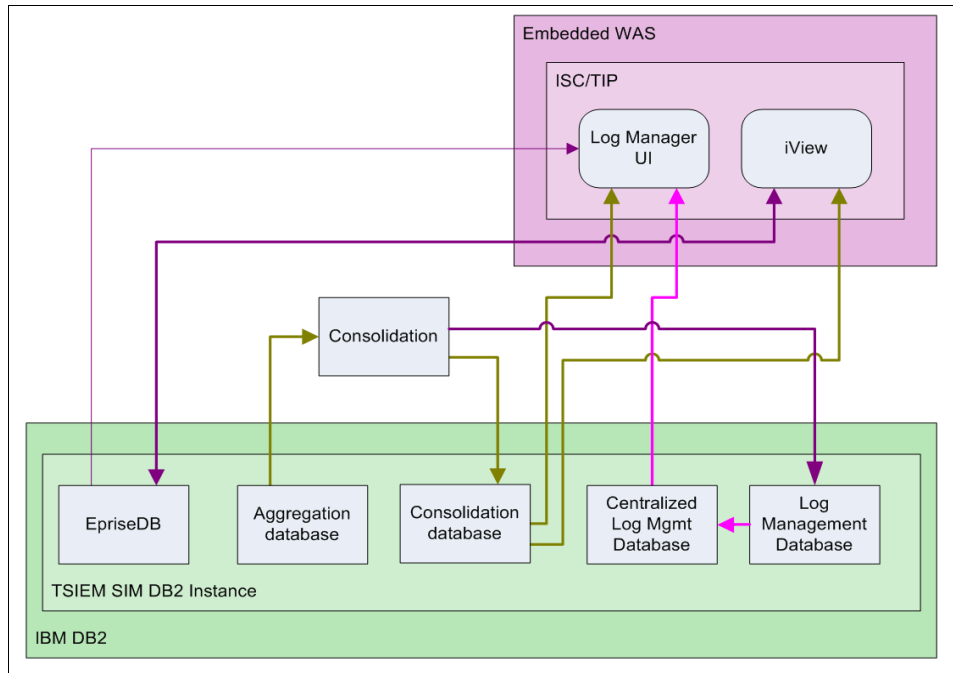 Embedded WAS
ISC/TIP
Log Manager
UI
iView
Consolidation
EpriseDB
Aggregation
database
Consolidation
database
Centralized
Log Mgmt
Database
Log
Management
Database
TSIEM SIM DB2 Instance
IBM DB2